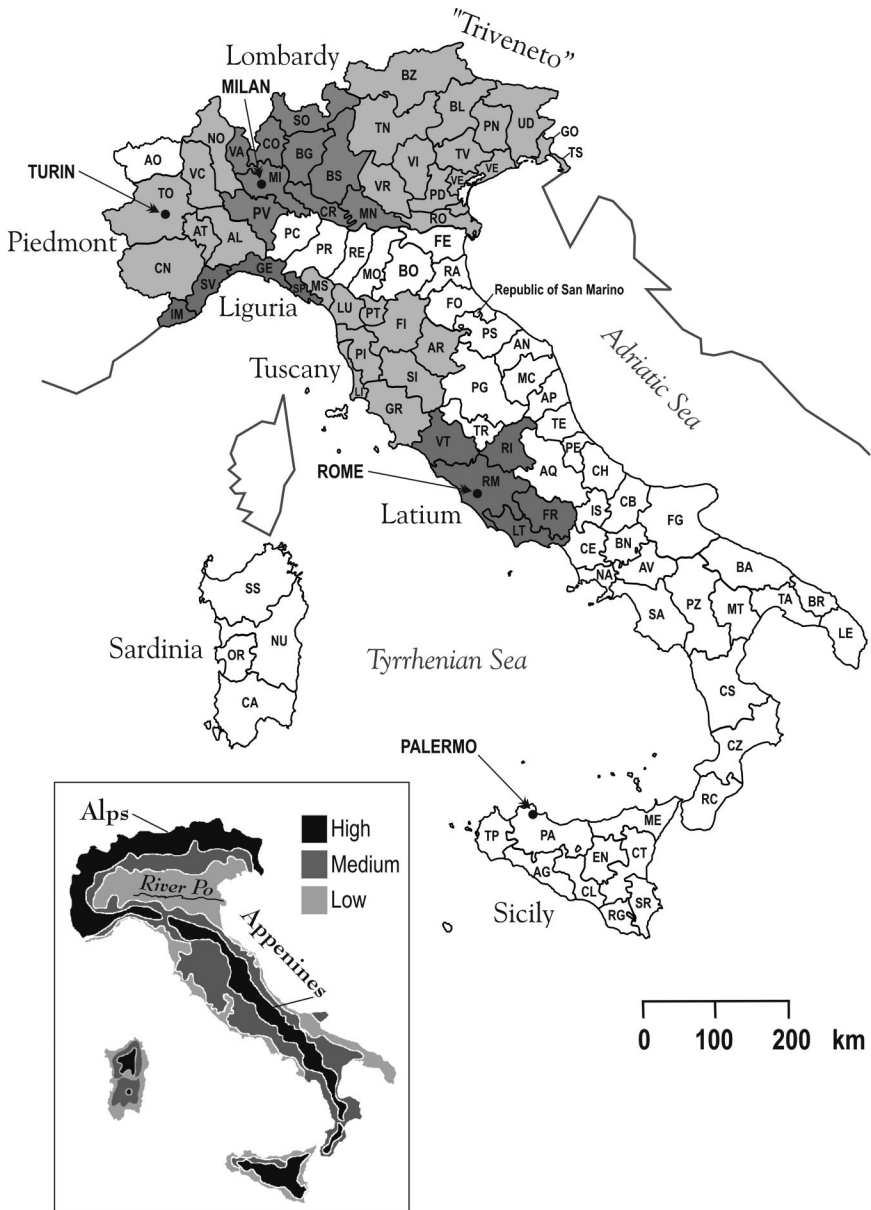 "Triveneto"
Lombardy
MILAN
BZ
SO
BL
TN
PN
UD
NO
VA
CO
BG
GO
TS
AO
VC
MI
BS
VI
TV
VE
VE
TURIN
TO
VR
PD
PV
CR
MN
RO
Piedmont
AT
AL
PC
FE
PR
RE
MO
BO
RA
CN
SV
GE
SP
MS
FO
Republic of San Marino
IM
Liguria
LU
PT
FI
PS
AN
Tuscany
PI
AR
SI
MC
PG
AP
LI
GR
TR
TE
VT
RI
PE
ROME
AQ
CH
RM
Latium
FR
LT
IS
CB
FG
Adriatic Sea
CE
BN
NA
AV
BA
SS
SA
PZ
MT
TA
BR
LE
Sardinia
OR
NU
Tyrrhenian Sea
CA
CS
CZ
PALERMO
RC
ME
TP
PA
EN
CT
AG
CL
SR
RG
Sicily
Alps
High
Medium
Low
River Po
Appenines
0 100 200 km